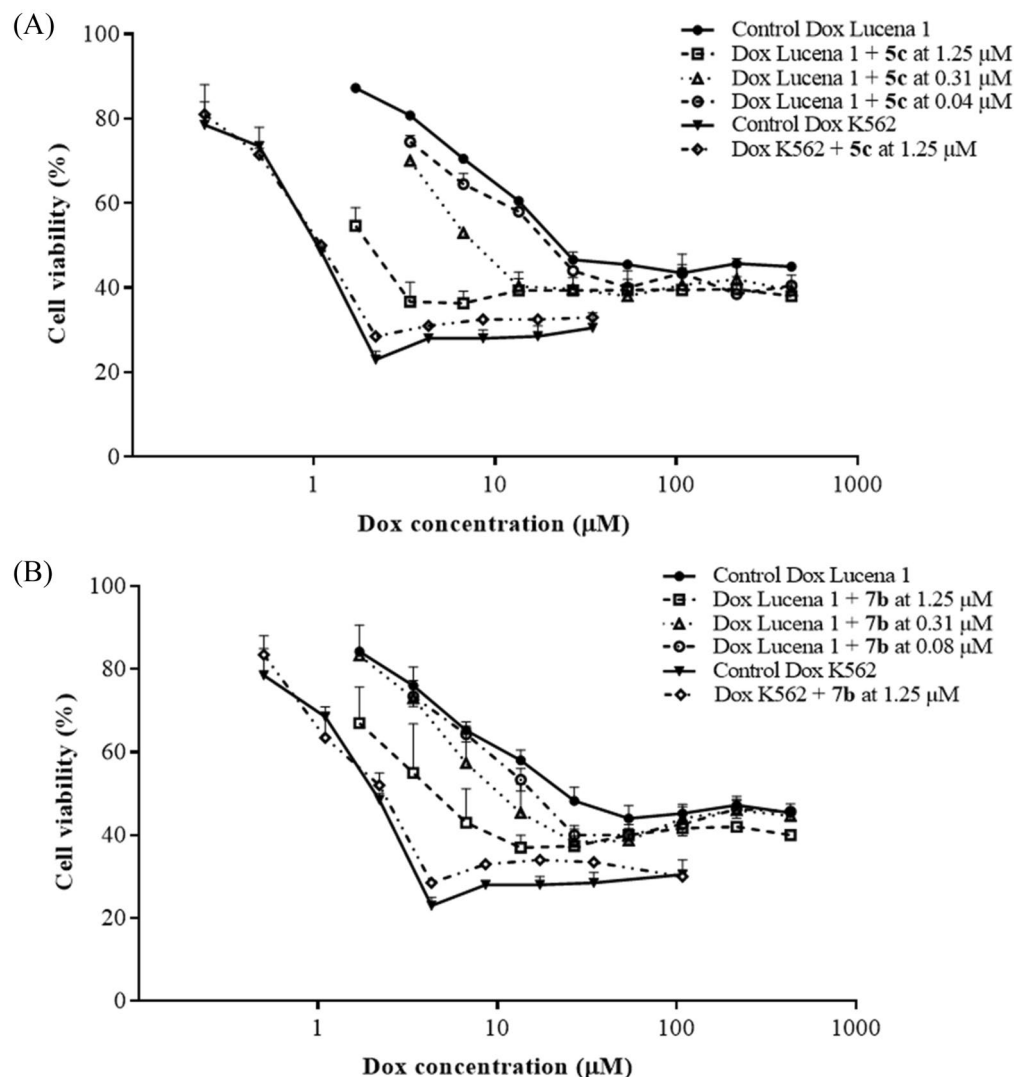 (A)
100
80
60
40
20
0
Cell viability (%)
1 10 100 1000
Dox concentration (μM)
Control Dox Lucena 1
Dox Lucena 1 + 5c at 1.25 μM
Dox Lucena 1 + 5c at 0.31 μM
Dox Lucena 1 + 5c at 0.04 μM
Control Dox K562
Dox K562 + 5c at 1.25 μM
(B)
100
80
60
40
20
0
Cell viability (%)
1 10 100 1000
Dox concentration (μM)
Control Dox Lucena 1
Dox Lucena 1 + 7b at 1.25 μM
Dox Lucena 1 + 7b at 0.31 μM
Dox Lucena 1 + 7b at 0.08 μM
Control Dox K562
Dox K562 + 7b at 1.25 μM